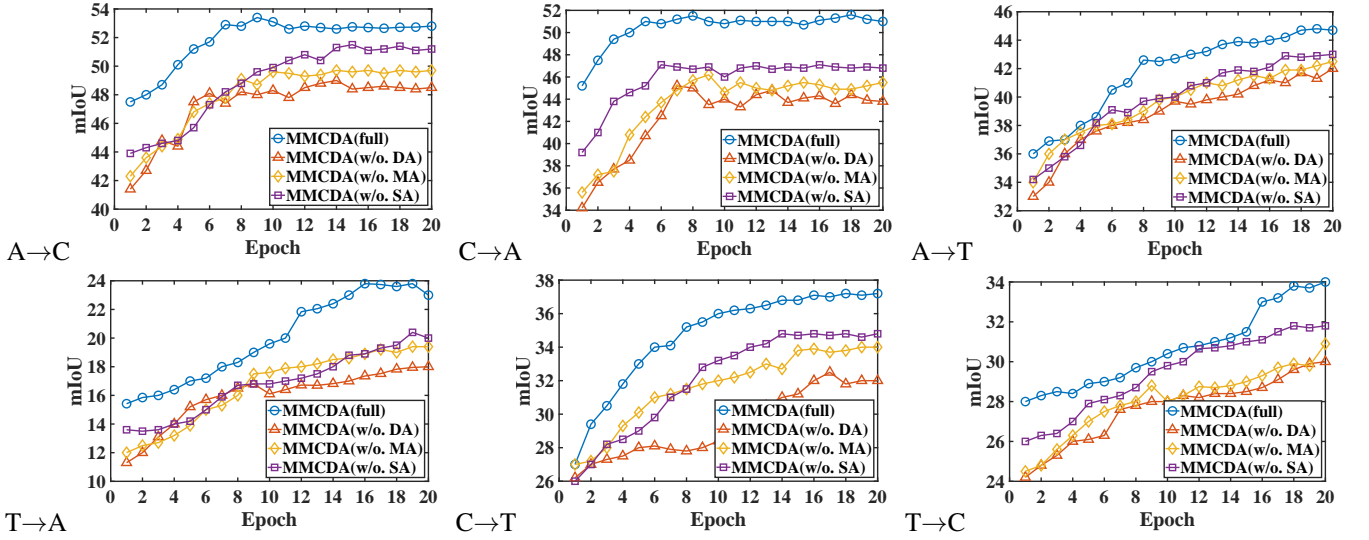 54
52
50
48
46
44
42
40
mIoU
MMCDA(full)
MMCDA(w/o. DA)
MMCDA(w/o. MA)
MMCDA(w/o. SA)
0 2 4 6 8 10 12 14 16 18 20
Epoch
A→C
52
50
48
46
44
42
40
38
36
34
mIoU
MMCDA(full)
MMCDA(w/o. DA)
MMCDA(w/o. MA)
MMCDA(w/o. SA)
0 2 4 6 8 10 12 14 16 18 20
Epoch
C→A
46
44
42
40
38
36
34
32
mIoU
MMCDA(full)
MMCDA(w/o. DA)
MMCDA(w/o. MA)
MMCDA(w/o. SA)
0 2 4 6 8 10 12 14 16 18 20
Epoch
A→T
24
22
20
18
16
14
12
10
mIoU
MMCDA(full)
MMCDA(w/o. DA)
MMCDA(w/o. MA)
MMCDA(w/o. SA)
0 2 4 6 8 10 12 14 16 18 20
Epoch
T→A
38
36
34
32
30
28
26
mIoU
MMCDA(full)
MMCDA(w/o. DA)
MMCDA(w/o. MA)
MMCDA(w/o. SA)
0 2 4 6 8 10 12 14 16 18 20
Epoch
C→T
34
32
30
28
26
24
mIoU
MMCDA(full)
MMCDA(w/o. DA)
MMCDA(w/o. MA)
MMCDA(w/o. SA)
0 2 4 6 8 10 12 14 16 18 20
Epoch
T→C